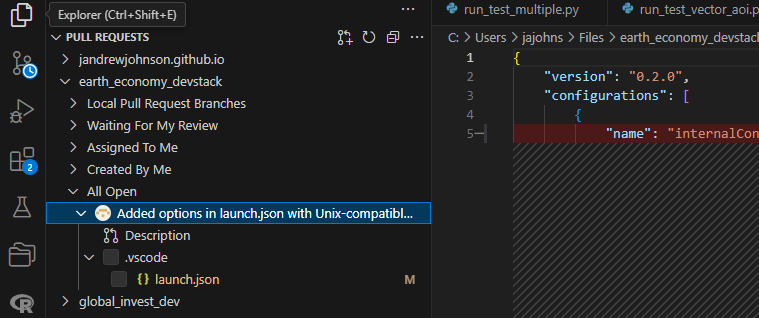 Explorer (Ctrl+Shift+E)
PULL REQUESTS
jandrewjohnson.github.io
earth_economy_devstack
Local Pull Request Branches
Waiting For My Review
Assigned To Me
Created By Me
All Open
Added options in launch.json with Unix-compatibl...
Description
.vscode
{} launch.json M
global_invest_dev
2
R
run_test_multiple.py run_test_vector_aoi.p
C: > Users > jajohns > Files > earth_economy_devstack
1 {
2 "version": "0.2.0",
3 "configurations": [
4 {
5 "name": "internalCon